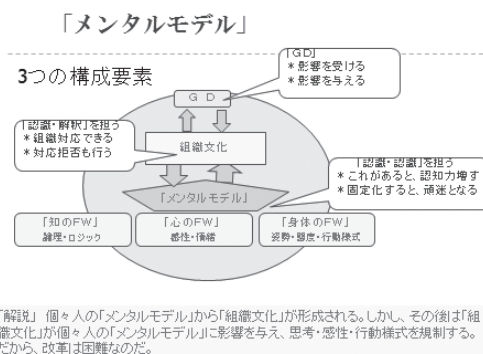 「メンタルモデル」
3つの構成要素
「GD」
＊影響を受ける
＊影響を与える
GD
「認識・解釈」を担う
＊組織対応できる
＊対応拒否も行う
組織文化
「認識・認識」を担う
＊これがあると、認知力増す
＊固定化すると、頑迷となる
「メンタルモデル」
「知のFW」
論理・ロジック
「心のFW」
感性・情緒
「身体のFW」
姿勢・態度・行動様式
「解説」 個々人の「メンタルモデル」から「組織文化」が形成される。しかし、その後は「組
織文化」が個々人の「メンタルモデル」に影響を与え、思考・感性・行動様式を規制する。
だから、改革は困難なのだ。